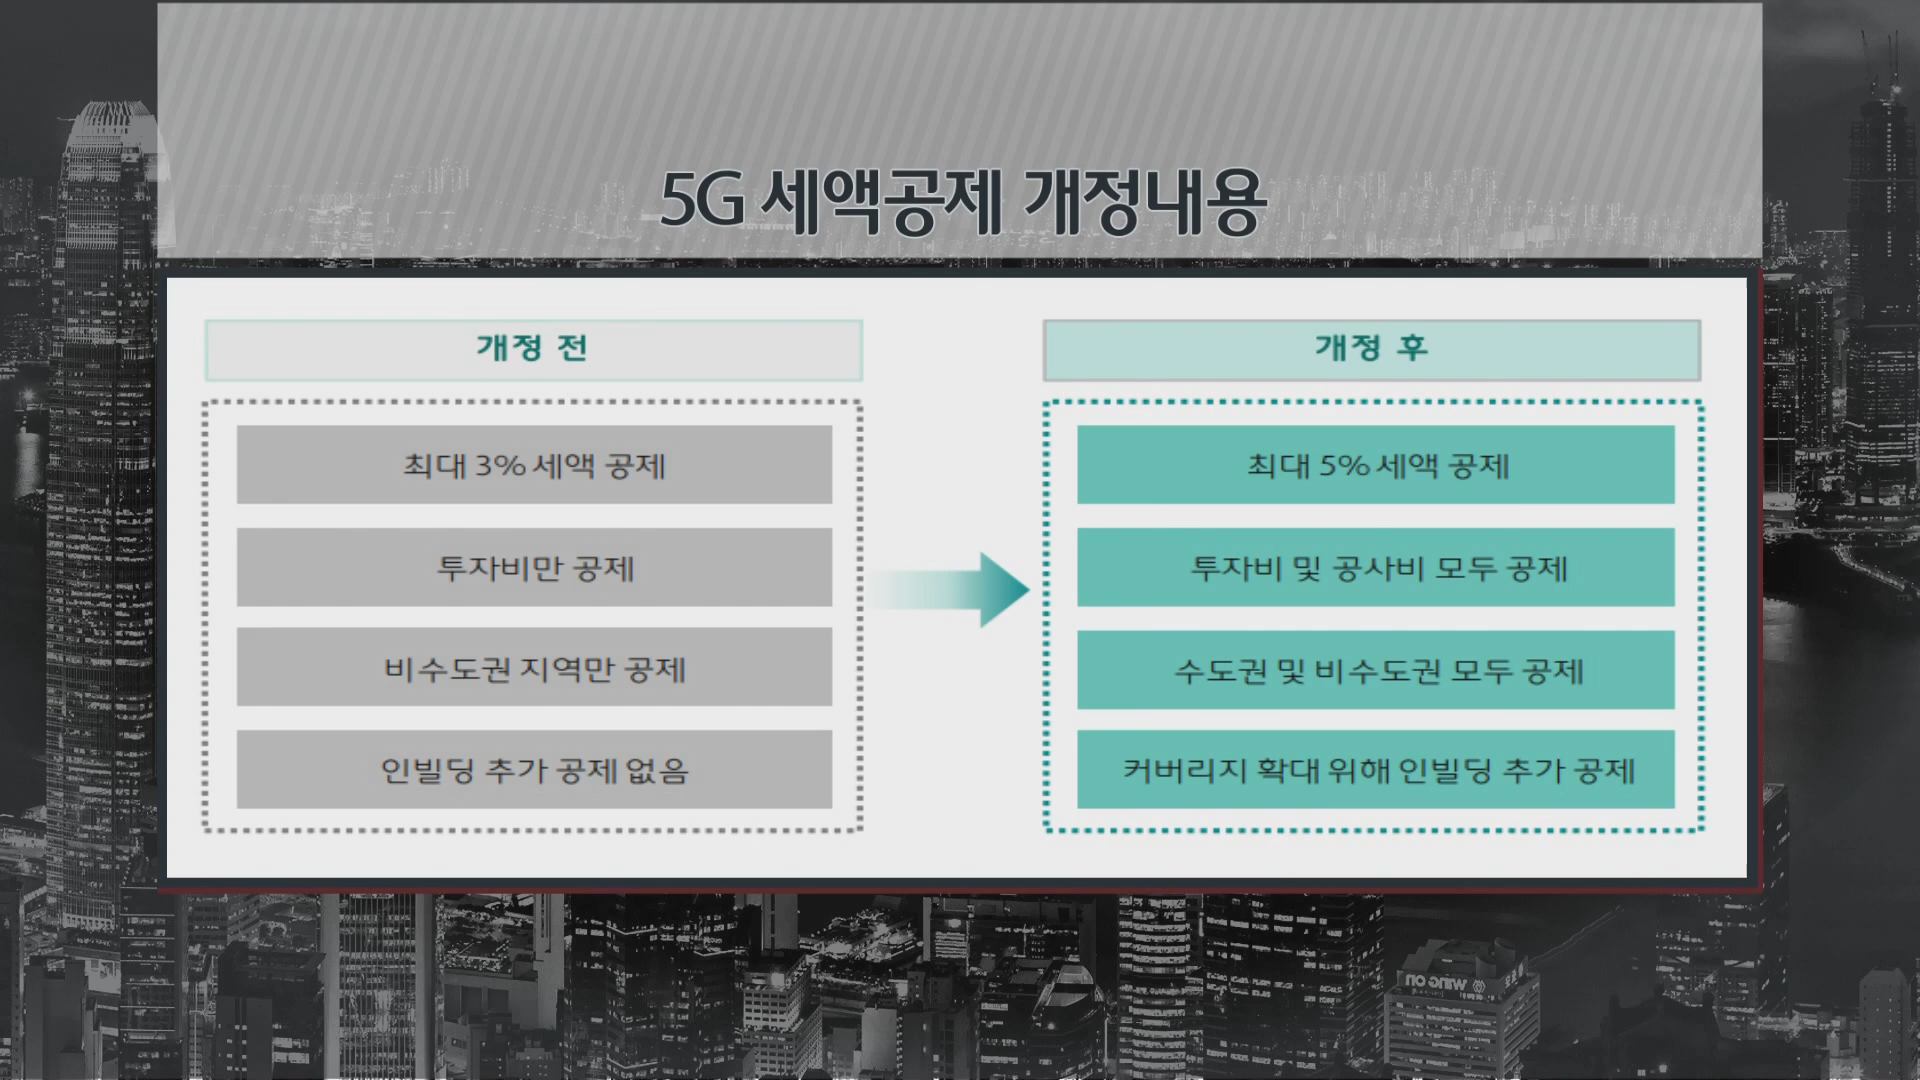 5G 세액공제 개정내용
개정 전
최대 3% 세액 공제
투자비만 공제
비수도권 지역만 공제
인빌딩 추가 공제 없음
개정 후
최대 5% 세액 공제
투자비 및 공사비 모두 공제
수도권 및 비수도권 모두 공제
커버리지 확대 위해 인빌딩 추가 공제